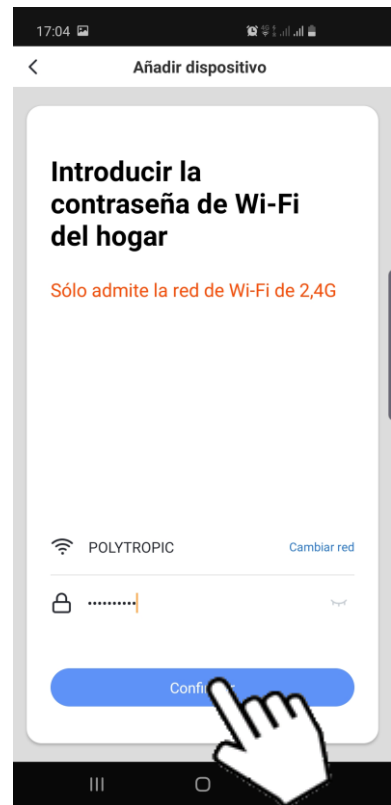 17:04
Añadir dispositivo
Introducir la
contraseña de Wi-Fi
del hogar
Sólo admite la red de Wi-Fi de 2,4G
POLYTROPIC
Cambiar red
••••••••••